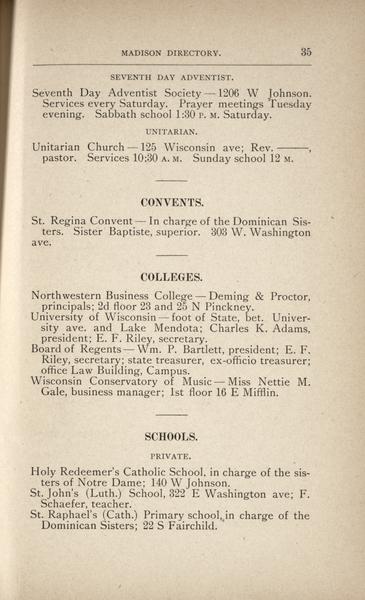 MADISON DIRECTORY. 35
SEVENTH DAY ADVENTIST.
Seventh Day Adventist Society — 1206 W Johnson.
Services every Saturday. Prayer meetings Tuesday
evening. Sabbath school 1:30 P. M. Saturday.
UNITARIAN.
Unitarian Church — 125 Wisconsin ave; Rev. ———,
pastor. Services 10;30 A. M. Sunday school 12 M.
CONVENTS.
St. Regina Convent — In charge of the Dominican Sis-
ters. Sister Baptiste, superior. 303 W. Washington
ave.
COLLEGES.
Northwestern Business College — Deming & Proctor,
principals; 2d floor 23 and 25 N Pinckney.
University of Wisconsin — foot of State, bet. Univer-
sity ave. and Lake Mendota; Charles K. Adams,
president; E. F. Riley, secretary.
Board of Regents — Wm. P. Bartlett, president; E. F.
Riley, secretary; state treasurer, ex-officio treasurer;
office Law Building, Campus.
Wisconsin Conservatory of Music — Miss Nettie M.
Gale, business manager; 1st floor 16 E Mifflin.
SCHOOLS.
PRIVATE.
Holy Redeemer's Catholic School, in charge of the sis-
ters of Notre Dame; 140 W Johnson.
St. John's (Luth.) School, 322 E Washington ave; F.
Schaefer, teacher.
St. Raphael's (Cath.) Primary school, in charge of the
Dominican Sisters; 22 S Fairchild.